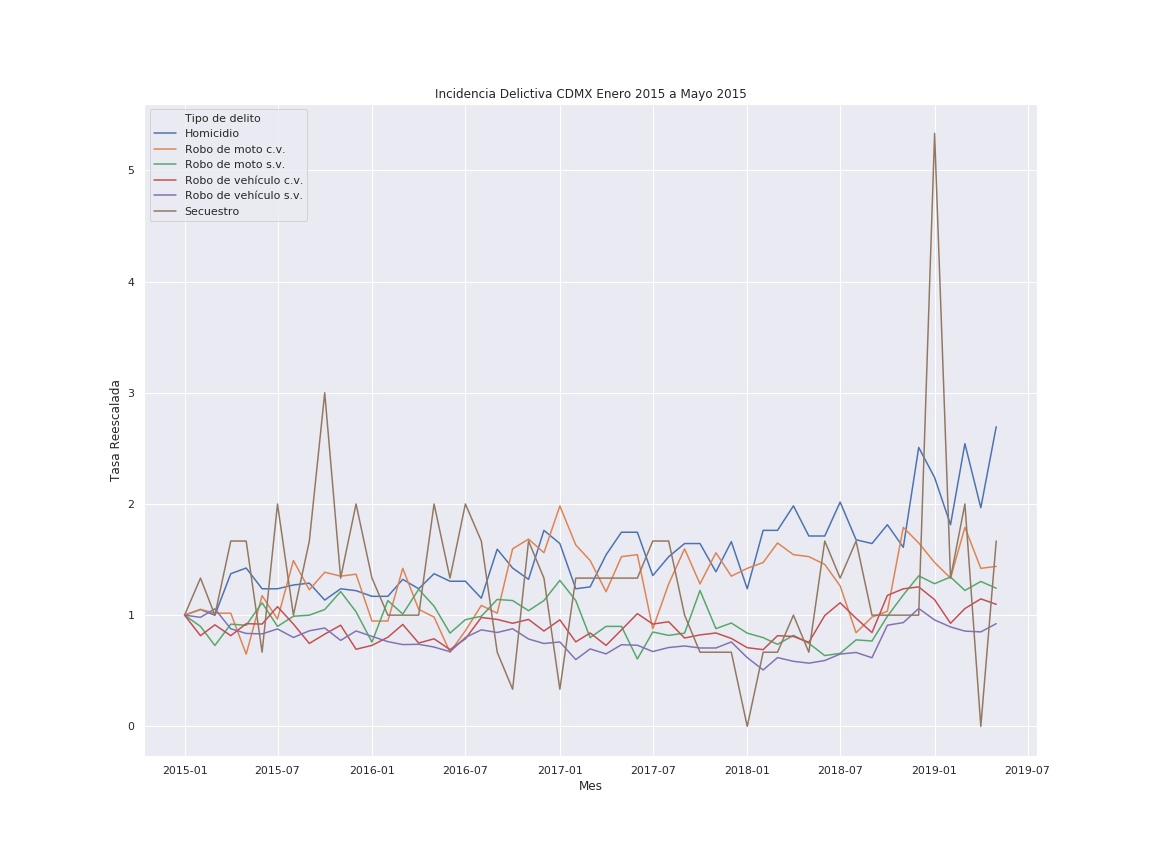 Incidencia Delictiva CDMX Enero 2015 a Mayo 2015
Tipo de delito
Homicidio
Robo de moto c.v.
Robo de moto s.v.
Robo de vehículo c.v.
Robo de vehículo s.v.
Secuestro
Tasa Reescalada
5
4
3
2
1
0
2015-01 2015-07 2016-01 2016-07 2017-01 2017-07 2018-01 2018-07 2019-01 2019-07
Mes